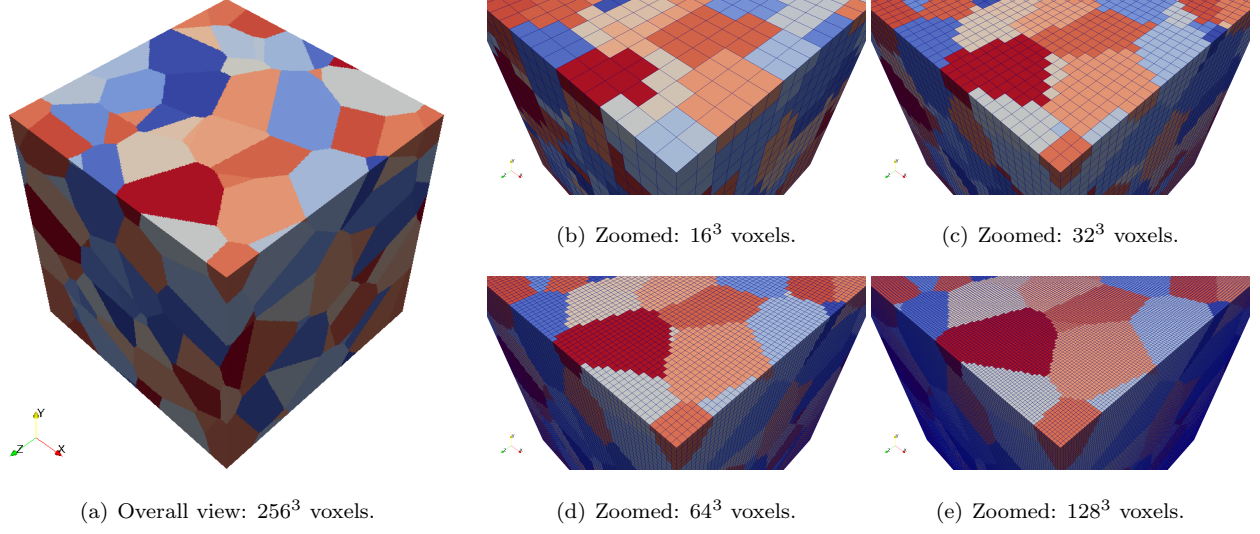 (b) Zoomed: 16³ voxels.
(c) Zoomed: 32³ voxels.
Y
Z
X
(a) Overall view: 256³ voxels.
(d) Zoomed: 64³ voxels.
(e) Zoomed: 128³ voxels.